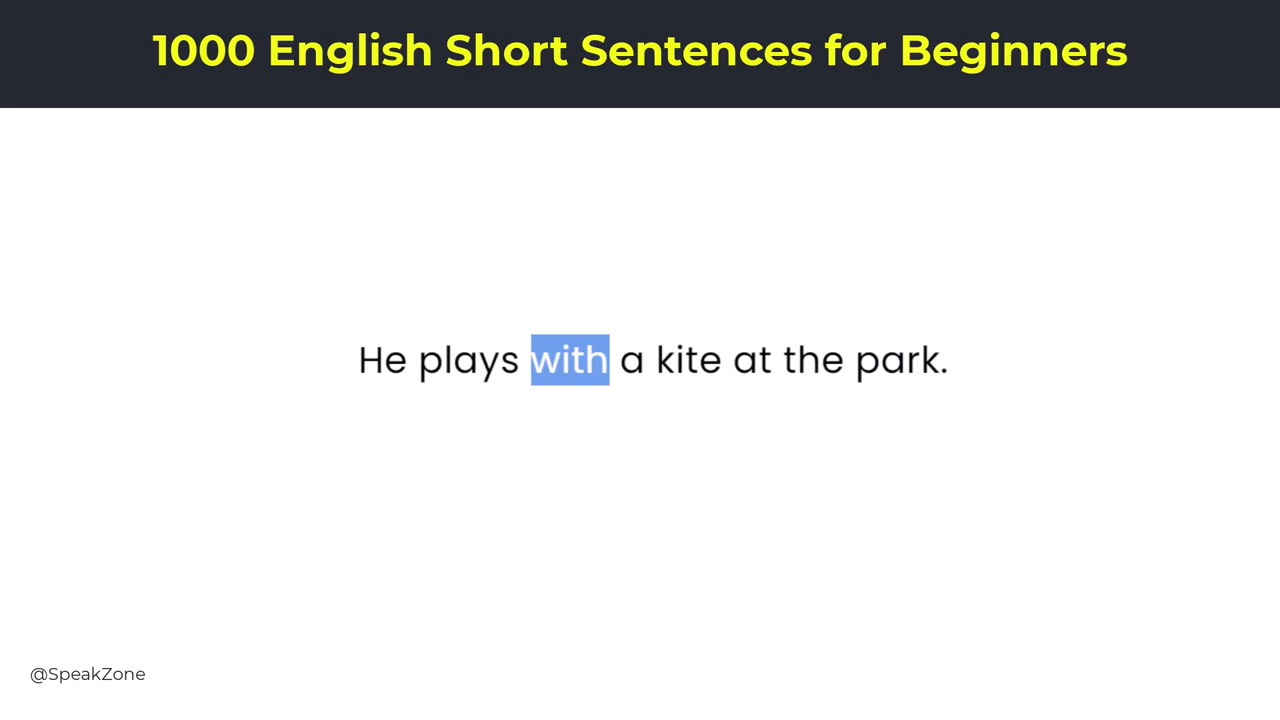 1000 English Short Sentences for Beginners
He plays with a kite at the park.
@SpeakZone